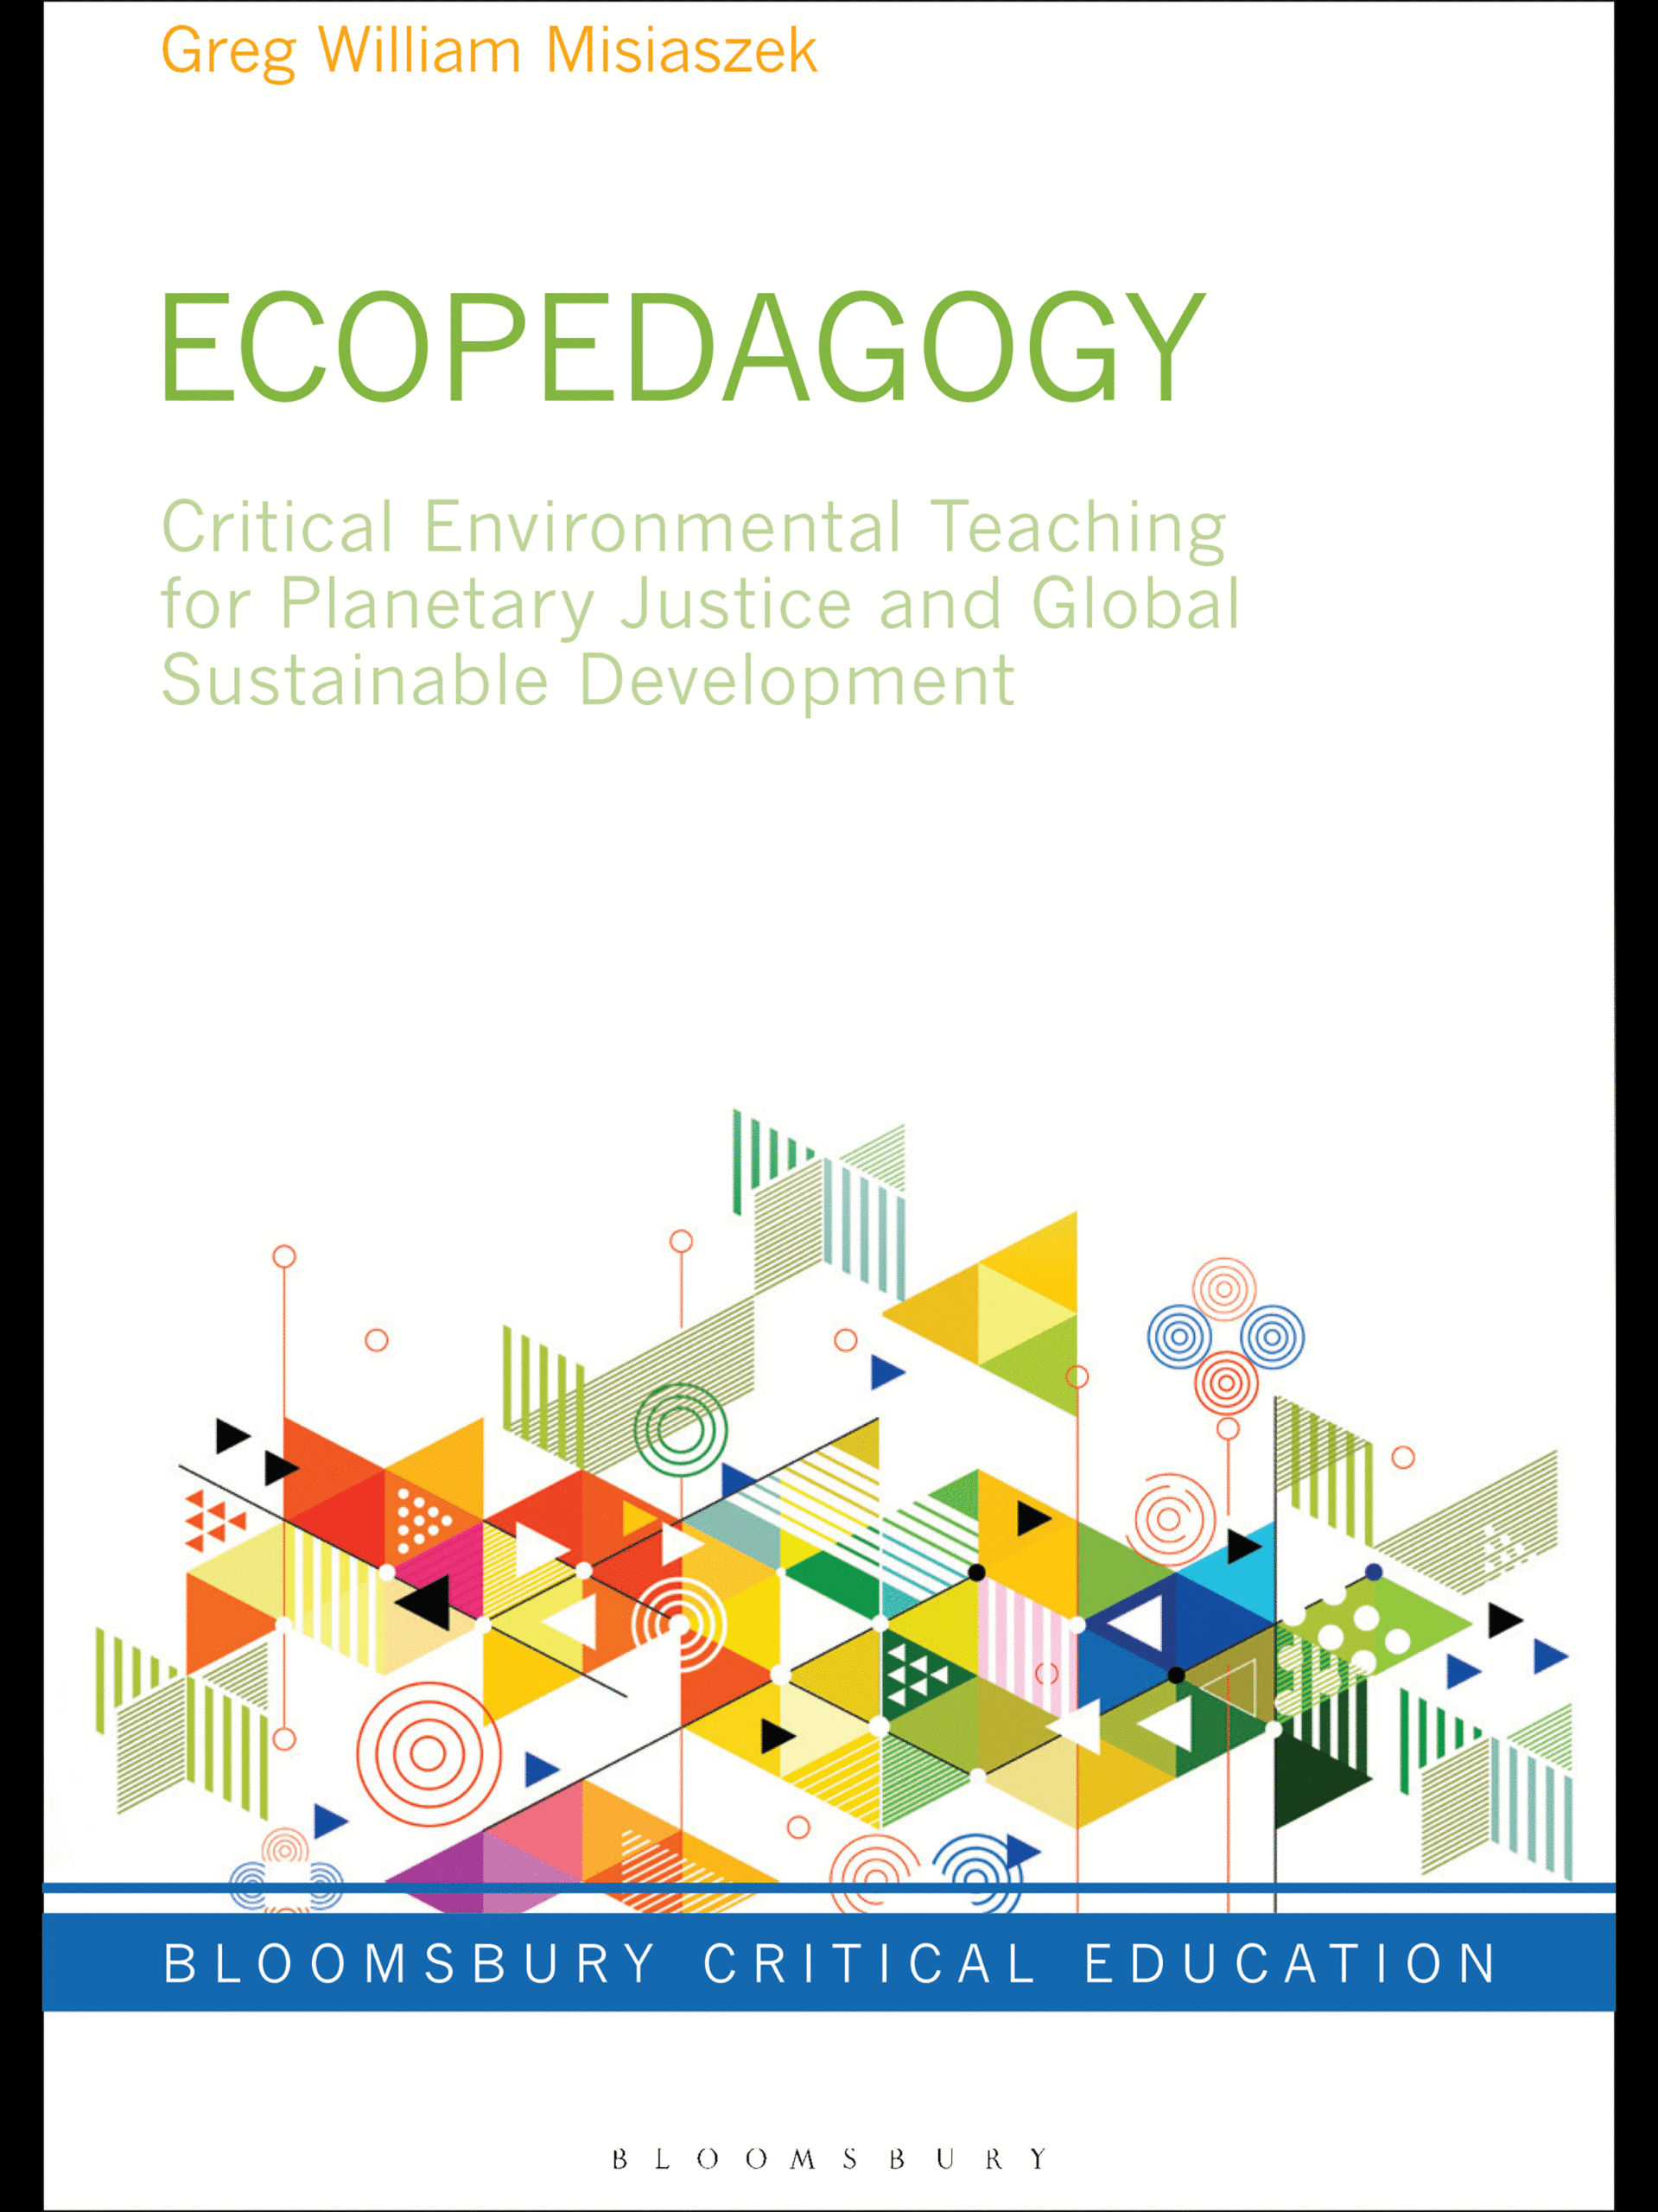 Greg William Misiaszek
ECOPEDAGOGY
Critical Environmental Teaching
for Planetary Justice and Global
Sustainable Development
BLOOMSBURY CRITICAL EDUCATION
BLOOMSBURY